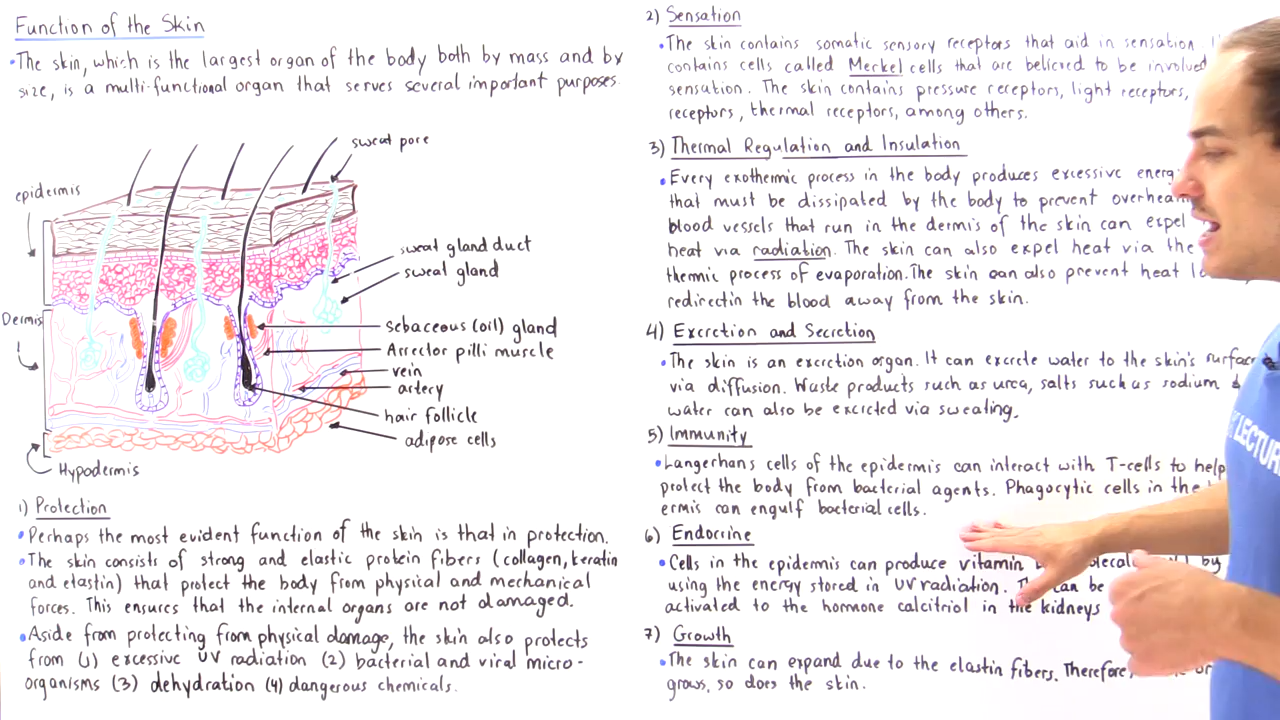 Function of the Skin
•The skin, which is the largest organ of the body both by mass and by
size, is a multi-functional organ that serves several important purposes.
sweat pore
epidermis
sweat gland duct
sweat gland
Dermis
Sebaceous (oil) gland
Arrector pilli muscle
vein
artery
hair follicle
adipose cells
Hypodermis
1) Protection
•Perhaps the most evident function of the skin is that in protection.
•The skin consists of strong and elastic protein fibers (collagen, keratin
and elastin) that protect the body from physical and mechanical
forces. This ensures that the internal organs are not damaged.
•Aside from protecting from physical damage, the skin also protects
from (1) excessive UV radiation (2) bacterial and viral micro-
organisms (3) dehydration (4) dangerous chemicals.
2) Sensation
•The skin contains somatic sensory receptors that aid in sensation.
contains cells called Merkel cells that are believed to be involved
sensation. The skin contains pressure receptors, light receptors,
receptors, thermal receptors, among others.
3) Thermal Regulation and Insulation
•Every exothermic process in the body produces excessive
that must be dissipated by the body to prevent
blood vessels that run in the dermis of the skin can expel
heat via radiation. The skin can also expel heat via the
thermic process of evaporation. The skin can also prevent heat
redirectin the blood away from the skin.
4) Excretion and Secretion
•The skin is an excretion organ. It can excrete water to the skin's surface
via diffusion. Waste products such as urea, salts such as sodium
water can also be excreted via sweating.
5) Immunity
•Langerhans cells of the epidermis can interact with T-cells to help
protect the body from bacterial agents. Phagocytic cells in the
ermis can engulf bacterial cells.
6) Endocrine
•Cells in the epidermis can produce vitamin by
using the energy stored in UV radiation. can be
activated to the hormone calcitriol in the kidneys
7) Growth
•The skin can expand due to the elastin fibers. Therefore,
grows, so does the skin.
LECTUR